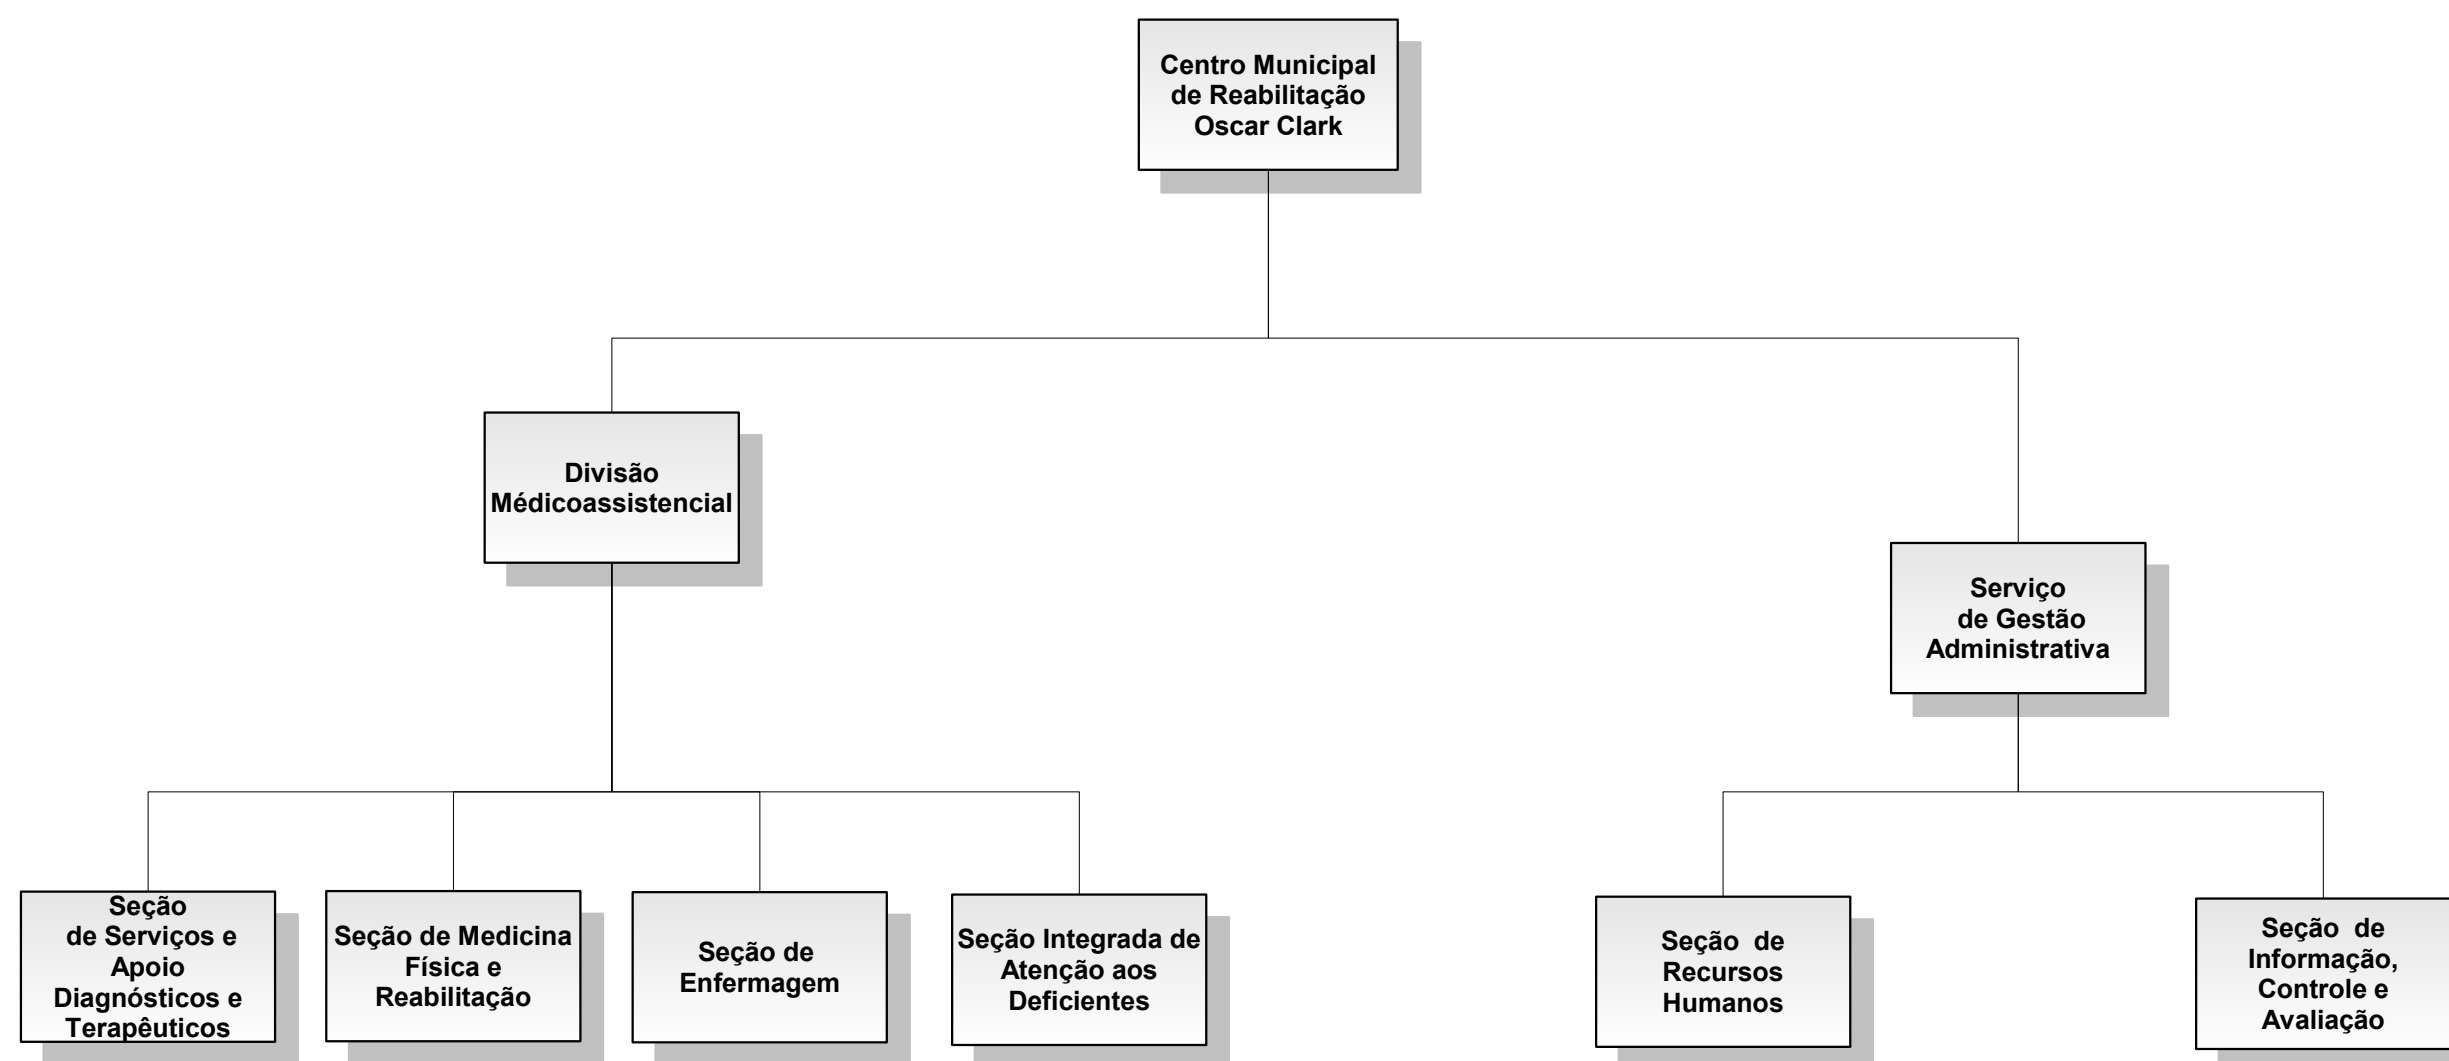 Centro Municipal
de Reabilitação
Oscar Clark
Divisão
Médicoassistencial
Serviço
de Gestão
Administrativa
Seção
de Serviços e
Apoio
Diagnósticos e
Terapêuticos
Seção de Medicina
Física e
Reabilitação
Seção de
Enfermagem
Seção Integrada de
Atenção aos
Deficientes
Seção de
Recursos
Humanos
Seção de
Informação,
Controle e
Avaliação